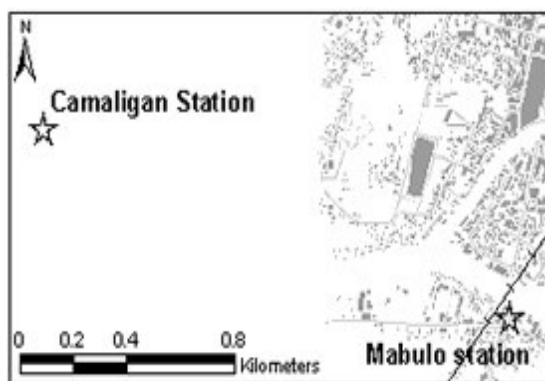 N
Camaligan Station
0 0.2 0.4 0.8
Kilometers
Mabulo station